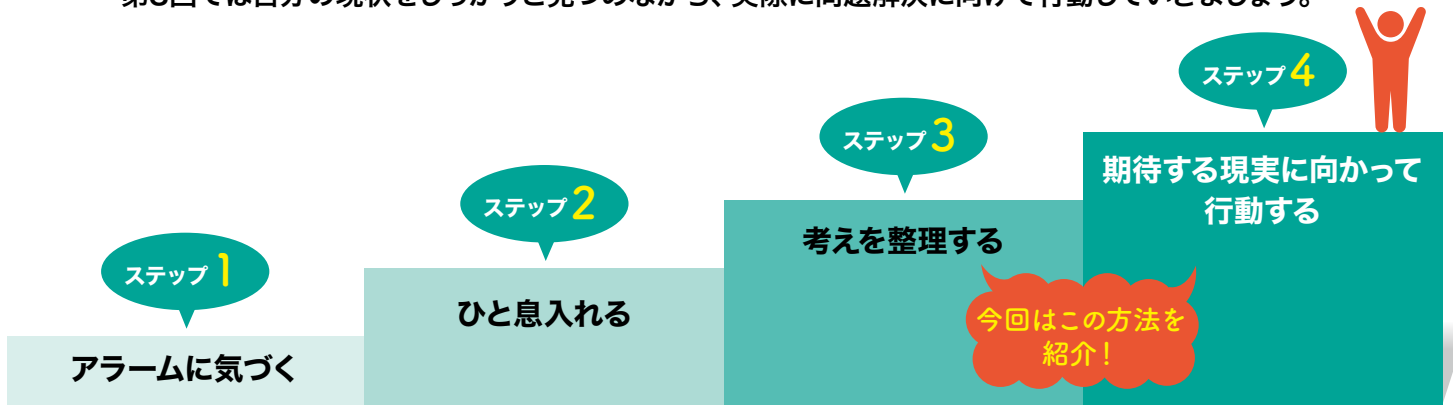 ステップ1
アラームに気づく
ステップ2
ひと息入れる
ステップ3
考えを整理する
今回はこの方法を
紹介!
ステップ4
期待する現実に向かって
行動する